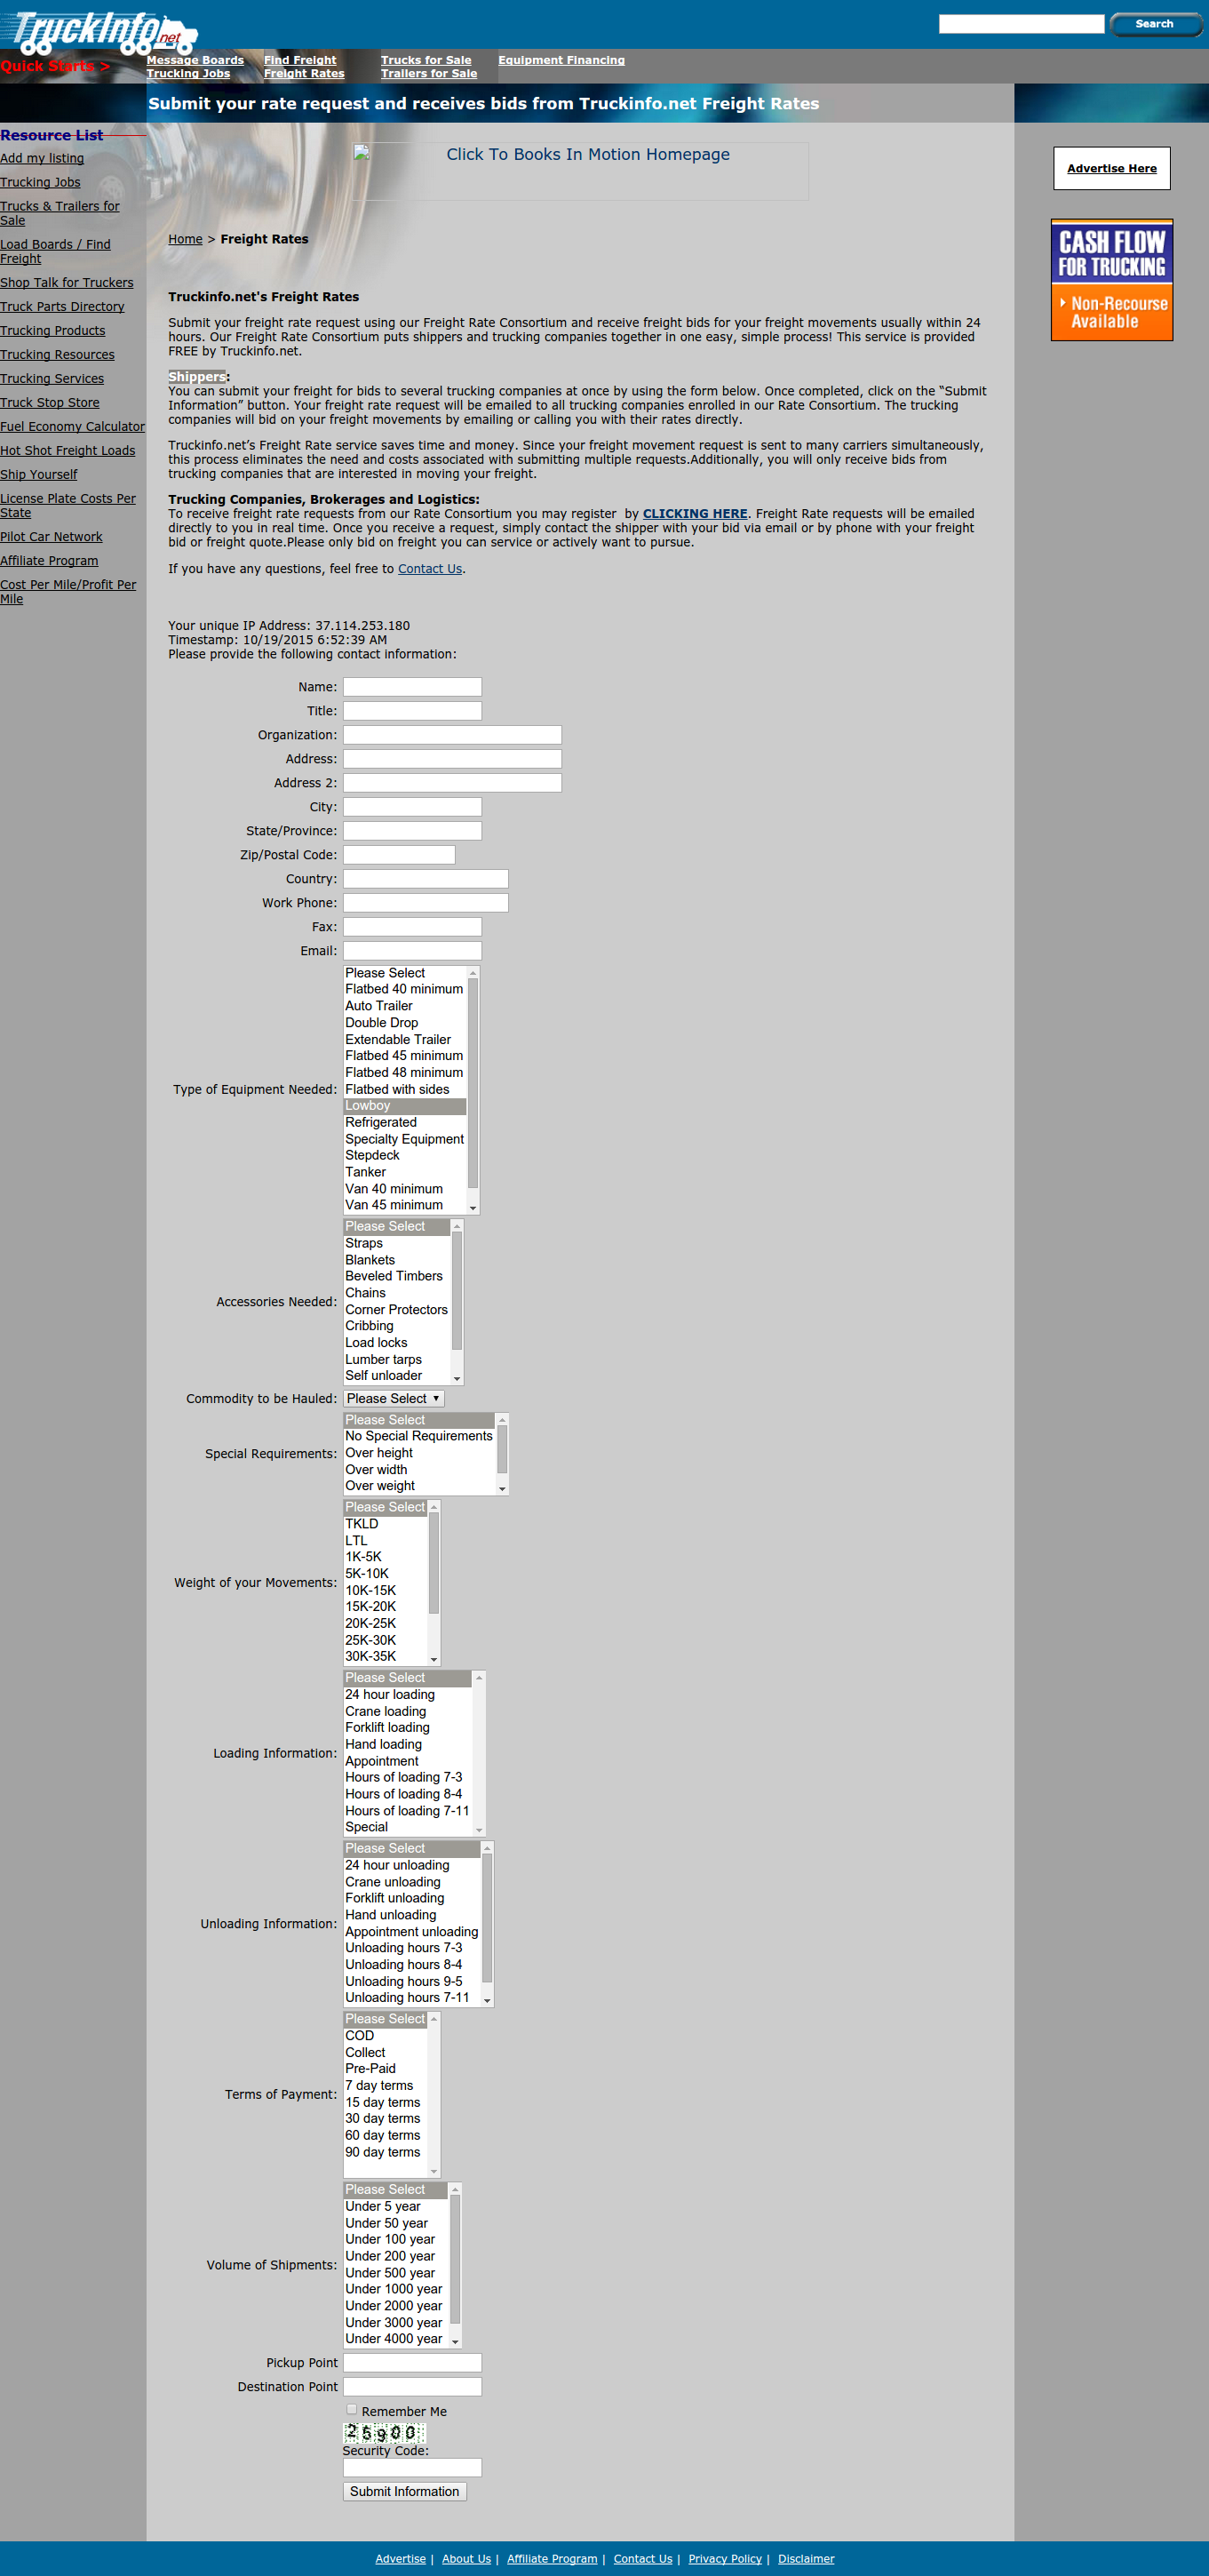 TruckInfo.net
Search
Quick Starts >
Message Boards
Trucking Jobs
Find Freight
Freight Rates
Trucks for Sale
Trailers for Sale
Equipment Financing
Submit your rate request and receives bids from Truckinfo.net Freight Rates
Resource List
Add my listing
Trucking Jobs
Trucks & Trailers for
Sale
Load Boards / Find
Freight
Shop Talk for Truckers
Truck Parts Directory
Trucking Products
Trucking Resources
Trucking Services
Truck Stop Store
Fuel Economy Calculator
Hot Shot Freight Loads
Ship Yourself
License Plate Costs Per
State
Pilot Car Network
Affiliate Program
Cost Per Mile/Profit Per
Mile
Click To Books In Motion Homepage
Home > Freight Rates
Truckinfo.net's Freight Rates
Submit your freight rate request using our Freight Rate Consortium and receive freight bids for your freight movements usually within 24
hours. Our Freight Rate Consortium puts shippers and trucking companies together in one easy, simple process! This service is provided
FREE by Truckinfo.net.
Shippers:
You can submit your freight for bids to several trucking companies at once by using the form below. Once completed, click on the “Submit
Information” button. Your freight rate request will be emailed to all trucking companies enrolled in our Rate Consortium. The trucking
companies will bid on your freight movements by emailing or calling you with their rates directly.
Truckinfo.net’s Freight Rate service saves time and money. Since your freight movement request is sent to many carriers simultaneously,
this process eliminates the need and costs associated with submitting multiple requests.Additionally, you will only receive bids from
trucking companies that are interested in moving your freight.
Trucking Companies, Brokerages and Logistics:
To receive freight rate requests from our Rate Consortium you may register by CLICKING HERE. Freight Rate requests will be emailed
directly to you in real time. Once you receive a request, simply contact the shipper with your bid via email or by phone with your freight
bid or freight quote.Please only bid on freight you can service or actively want to pursue.
If you have any questions, feel free to Contact Us.
Your unique IP Address: 37.114.253.180
Timestamp: 10/19/2015 6:52:39 AM
Please provide the following contact information:
Name:
Title:
Organization:
Address:
Address 2:
City:
State/Province:
Zip/Postal Code:
Country:
Work Phone:
Fax:
Email:
Type of Equipment Needed:
Please Select
Flatbed 40 minimum
Auto Trailer
Double Drop
Extendable Trailer
Flatbed 45 minimum
Flatbed 48 minimum
Flatbed with sides
Lowboy
Refrigerated
Specialty Equipment
Stepdeck
Tanker
Van 40 minimum
Van 45 minimum
Accessories Needed:
Please Select
Straps
Blankets
Beveled Timbers
Chains
Corner Protectors
Cribbing
Load locks
Lumber tarps
Self unloader
Commodity to be Hauled:
Please Select
Special Requirements:
Please Select
No Special Requirements
Over height
Over width
Over weight
Weight of your Movements:
Please Select
TKLD
LTL
1K-5K
5K-10K
10K-15K
15K-20K
20K-25K
25K-30K
30K-35K
Loading Information:
Please Select
24 hour loading
Crane loading
Forklift loading
Hand loading
Appointment
Hours of loading 7-3
Hours of loading 8-4
Hours of loading 7-11
Special
Unloading Information:
Please Select
24 hour unloading
Crane unloading
Forklift unloading
Hand unloading
Appointment unloading
Unloading hours 7-3
Unloading hours 8-4
Unloading hours 9-5
Unloading hours 7-11
Terms of Payment:
Please Select
COD
Collect
Pre-Paid
7 day terms
15 day terms
30 day terms
60 day terms
90 day terms
Volume of Shipments:
Please Select
Under 5 year
Under 50 year
Under 100 year
Under 200 year
Under 500 year
Under 1000 year
Under 2000 year
Under 3000 year
Under 4000 year
Pickup Point
Destination Point
Remember Me
25900
Security Code:
Submit Information
Advertise Here
CASH FLOW
FOR TRUCKING
Non-Recourse
Available
Advertise | About Us | Affiliate Program | Contact Us | Privacy Policy | Disclaimer